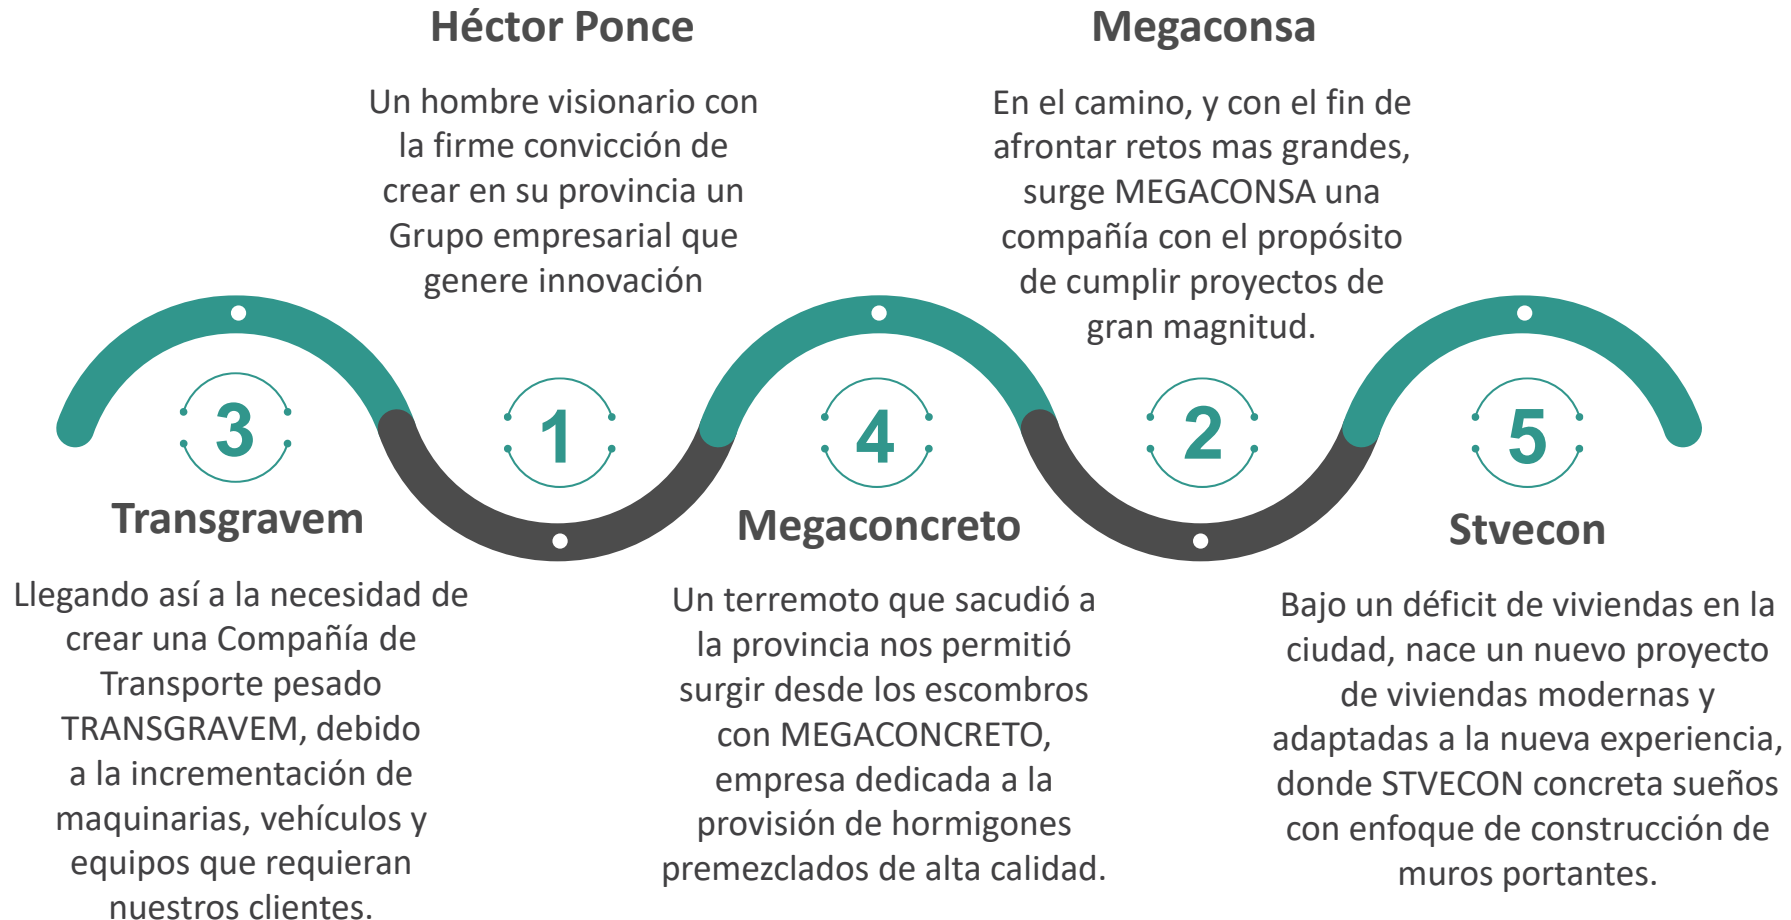 Héctor Ponce
Un hombre visionario con
la firme convicción de
crear en su provincia un
Grupo empresarial que
genere innovación
Megaconsa
En el camino, y con el fin de
afrontar retos mas grandes,
surge MEGACONSA una
compañía con el propósito
de cumplir proyectos de
gran magnitud.
3
1
4
2
5
Transgravem
Llegando así a la necesidad de
crear una Compañía de
Transporte pesado
TRANSGRAVEM, debido
a la incrementación de
maquinarias, vehículos y
equipos que requieran
nuestros clientes.
Megaconcreto
Un terremoto que sacudió a
la provincia nos permitió
surgir desde los escombros
con MEGACONCRETO,
empresa dedicada a la
provisión de hormigones
premezclados de alta calidad.
Stvecon
Bajo un déficit de viviendas en la
ciudad, nace un nuevo proyecto
de viviendas modernas y
adaptadas a la nueva experiencia,
donde STVECON concreta sueños
con enfoque de construcción de
muros portantes.